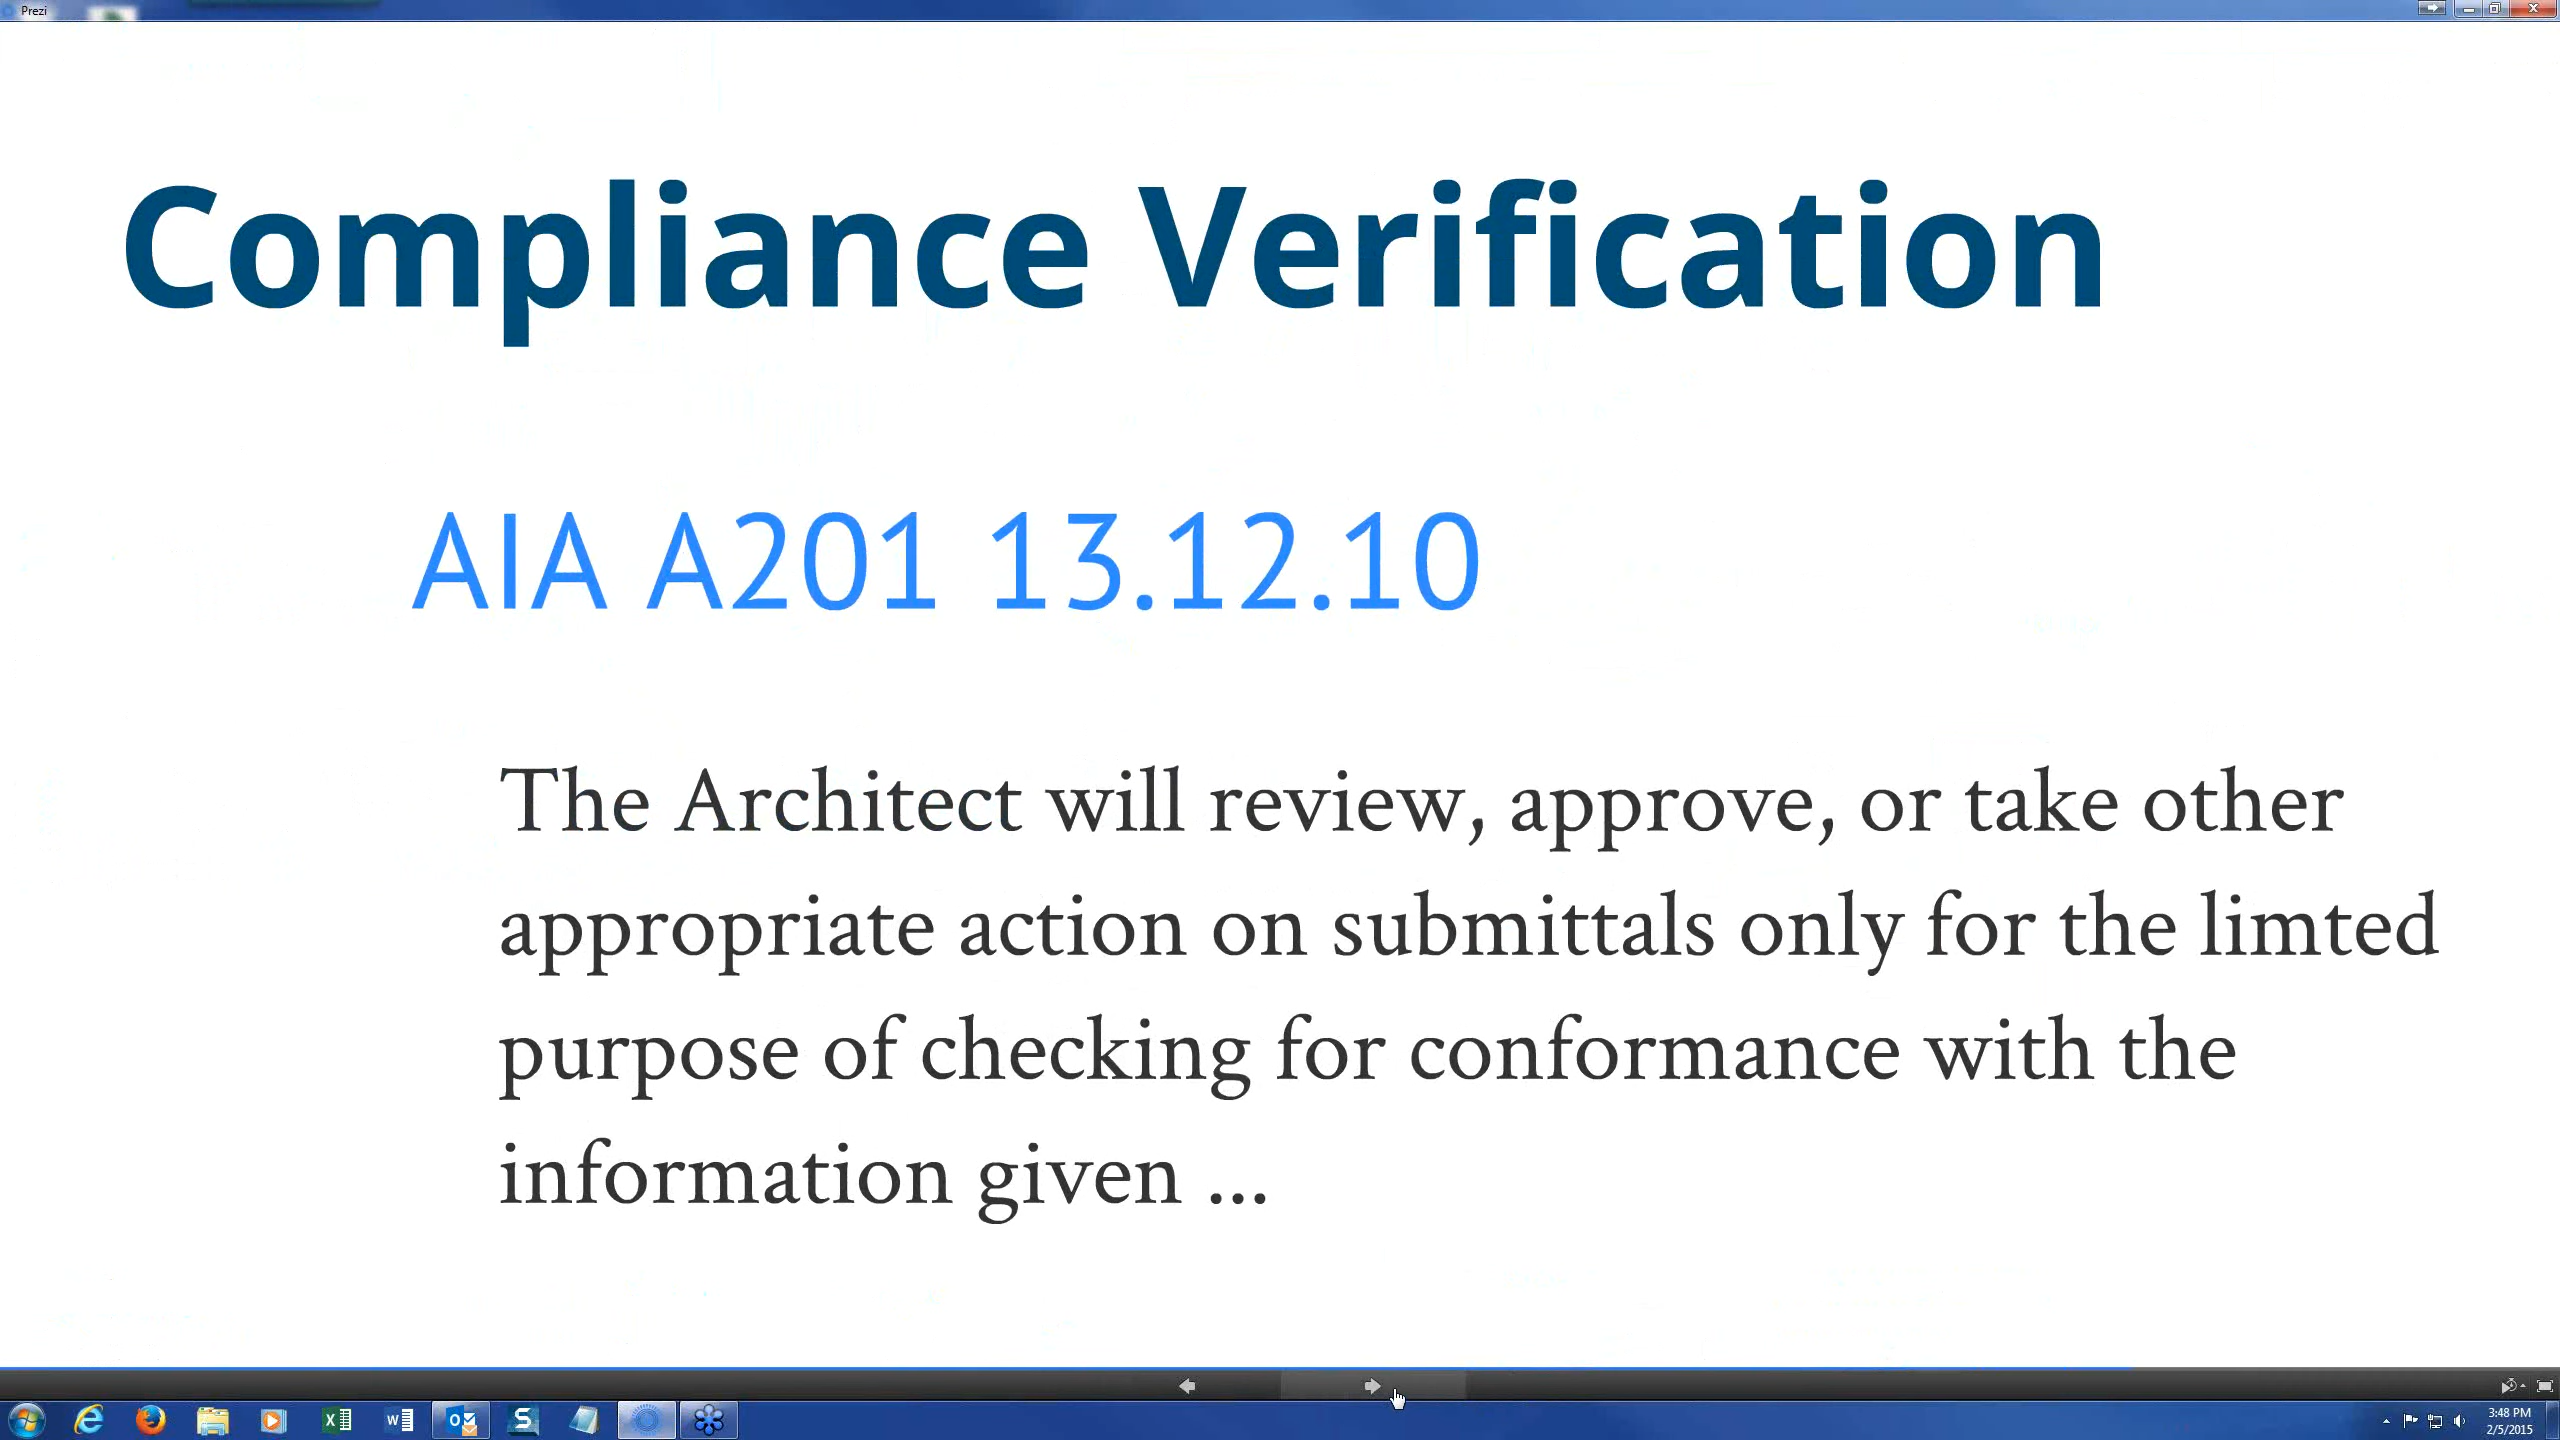 Prezi
Compliance Verification
AIA A201 13.12.10
The Architect will review, approve, or take other
appropriate action on submittals only for the limted
purpose of checking for conformance with the
information given ...
3:48 PM
2/5/2015